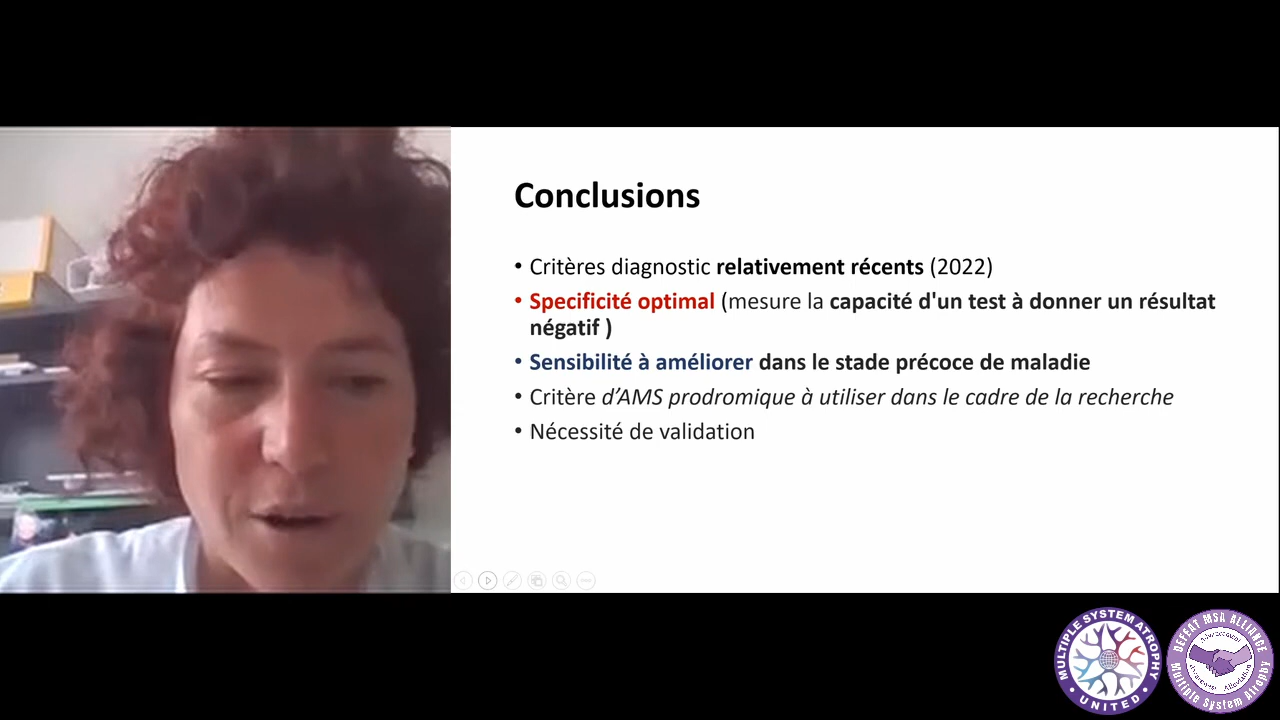 Conclusions
• Critères diagnostic relativement récents (2022)
• Specificité optimal (mesure la capacité d'un test à donner un résultat
négatif )
• Sensibilité à améliorer dans le stade précoce de maladie
• Critère d’AMS prodromique à utiliser dans le cadre de la recherche
• Nécessité de validation
MULTIPLE SYSTEM ATROPHY
• UNITED •
DEFEAT MSA ALLIANCE
Multiple System Atrophy